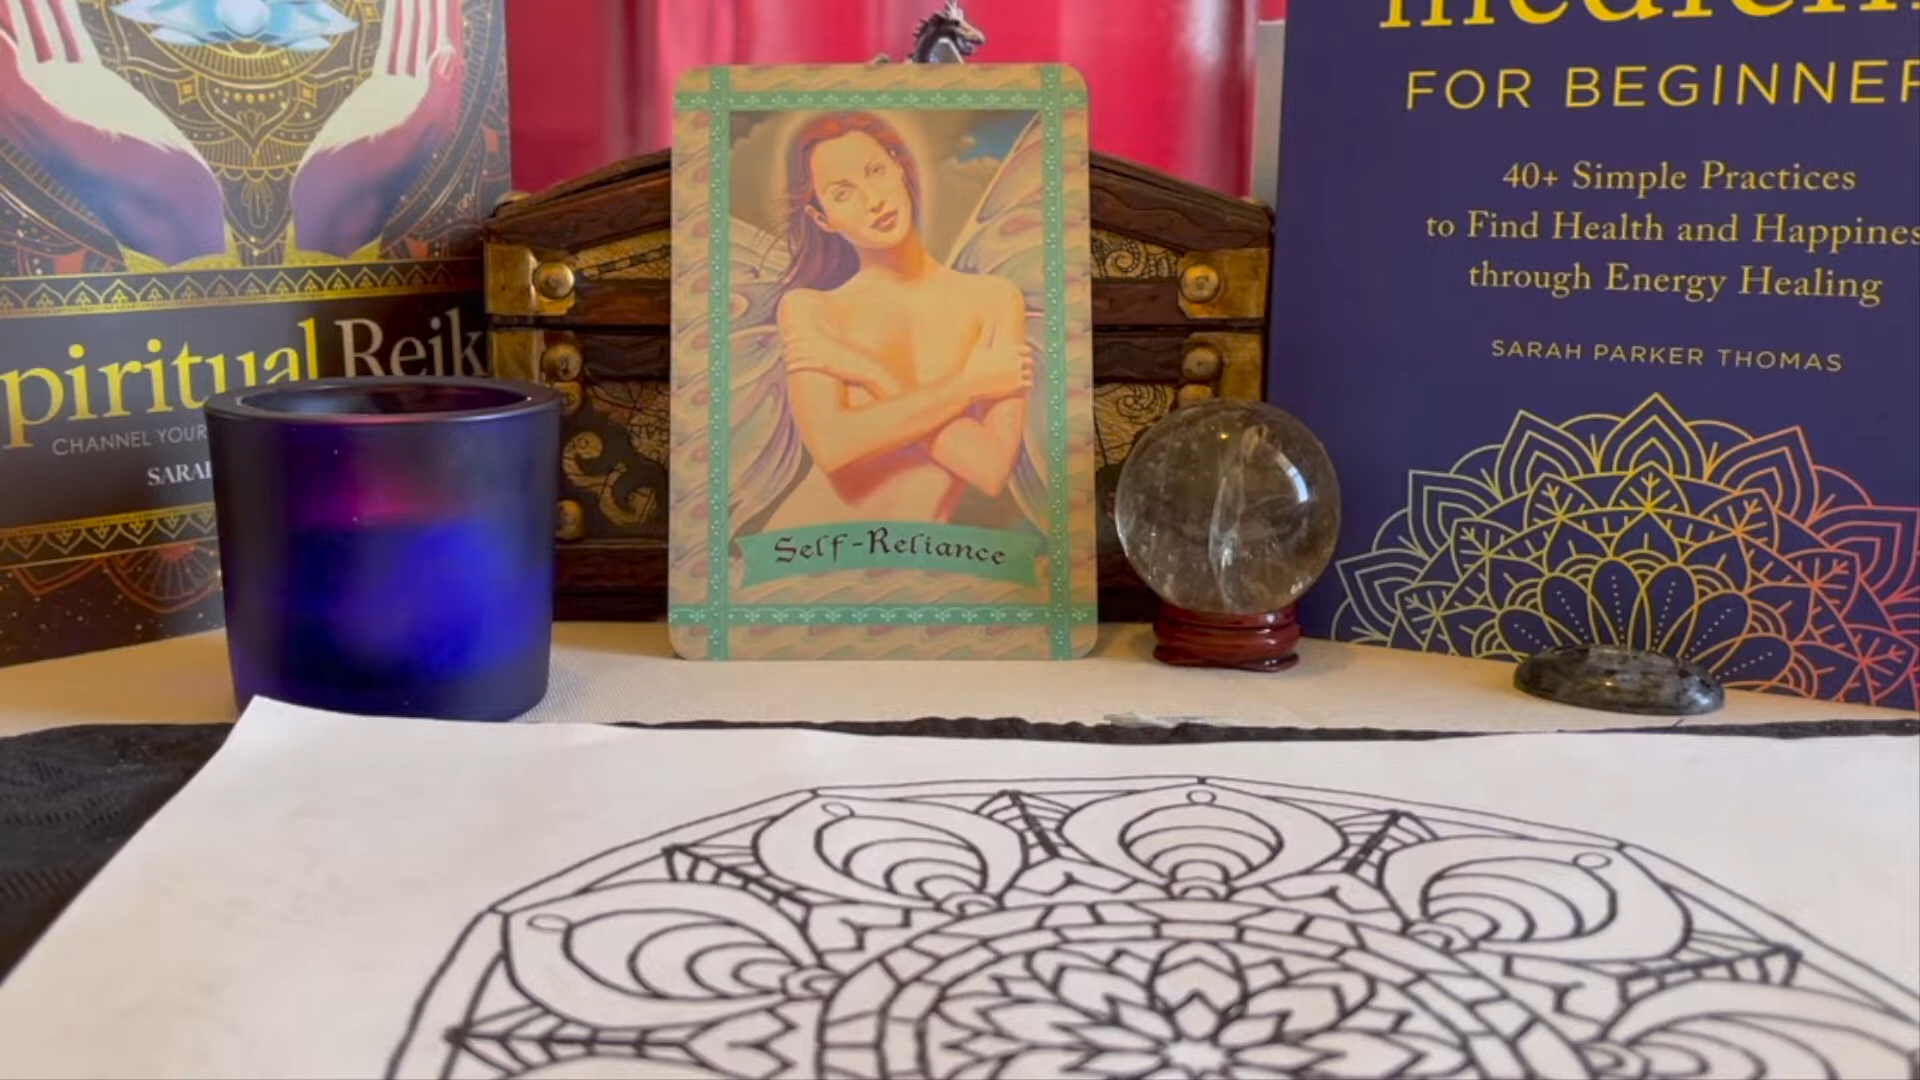 piritual Reik
CHANNEL YOUR
SARAH
Self-Reliance
FOR BEGINNER
40+ Simple Practices
to Find Health and Happines
through Energy Healing
SARAH PARKER THOMAS